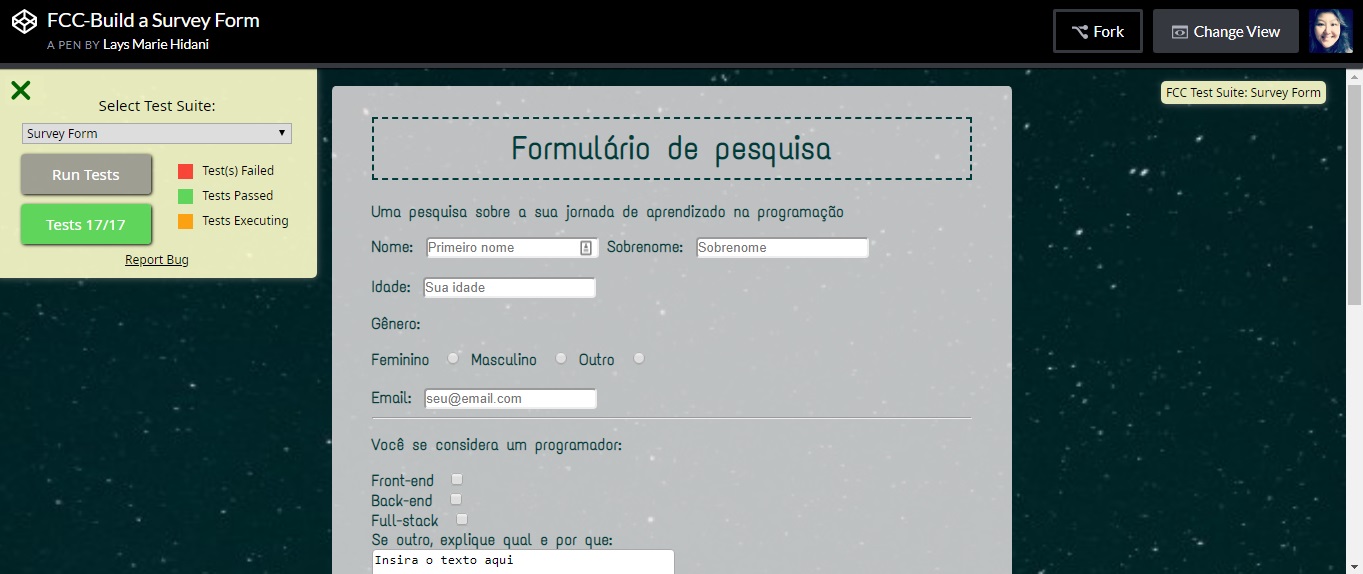 FCC-Build a Survey Form
A PEN BY Lays Marie Hidani
Fork
Change View
Select Test Suite:
Survey Form
Run Tests
Tests 17/17
Test(s) Failed
Tests Passed
Tests Executing
Report Bug
FCC Test Suite: Survey Form
Formulário de pesquisa
Uma pesquisa sobre a sua jornada de aprendizado na programação
Nome: Primeiro nome Sobrenome: Sobrenome
Idade: Sua idade
Gênero:
Feminino Masculino Outro
Email: seu@email.com
Você se considera um programador:
Front-end
Back-end
Full-stack
Se outro, explique qual e por que:
Insira o texto aqui